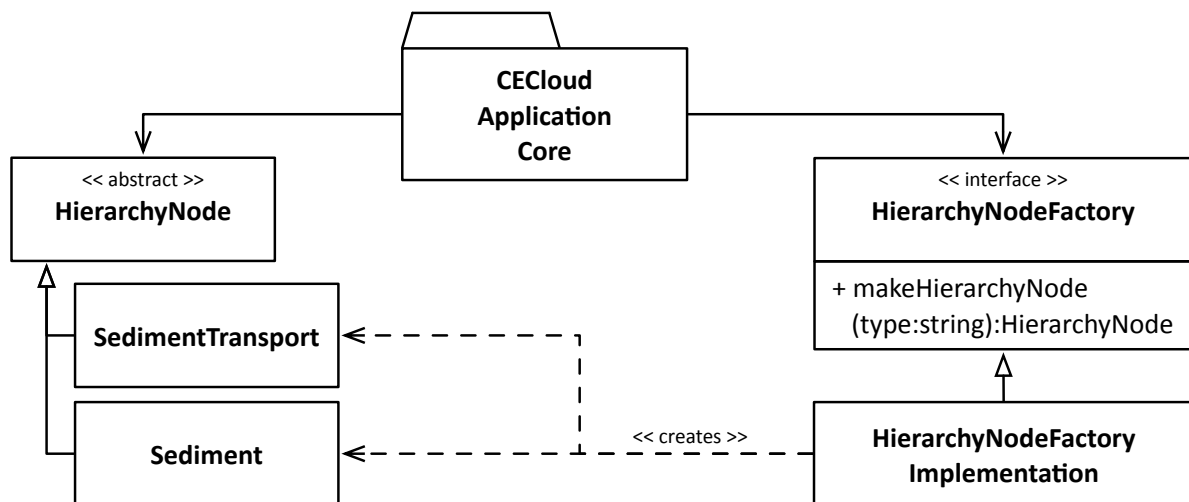 CECloud
Application
Core
<< abstract >>
HierarchyNode
<< interface >>
HierarchyNodeFactory
+ makeHierarchyNode
(type:string):HierarchyNode
SedimentTransport
Sediment
<< creates >>
HierarchyNodeFactory
Implementation